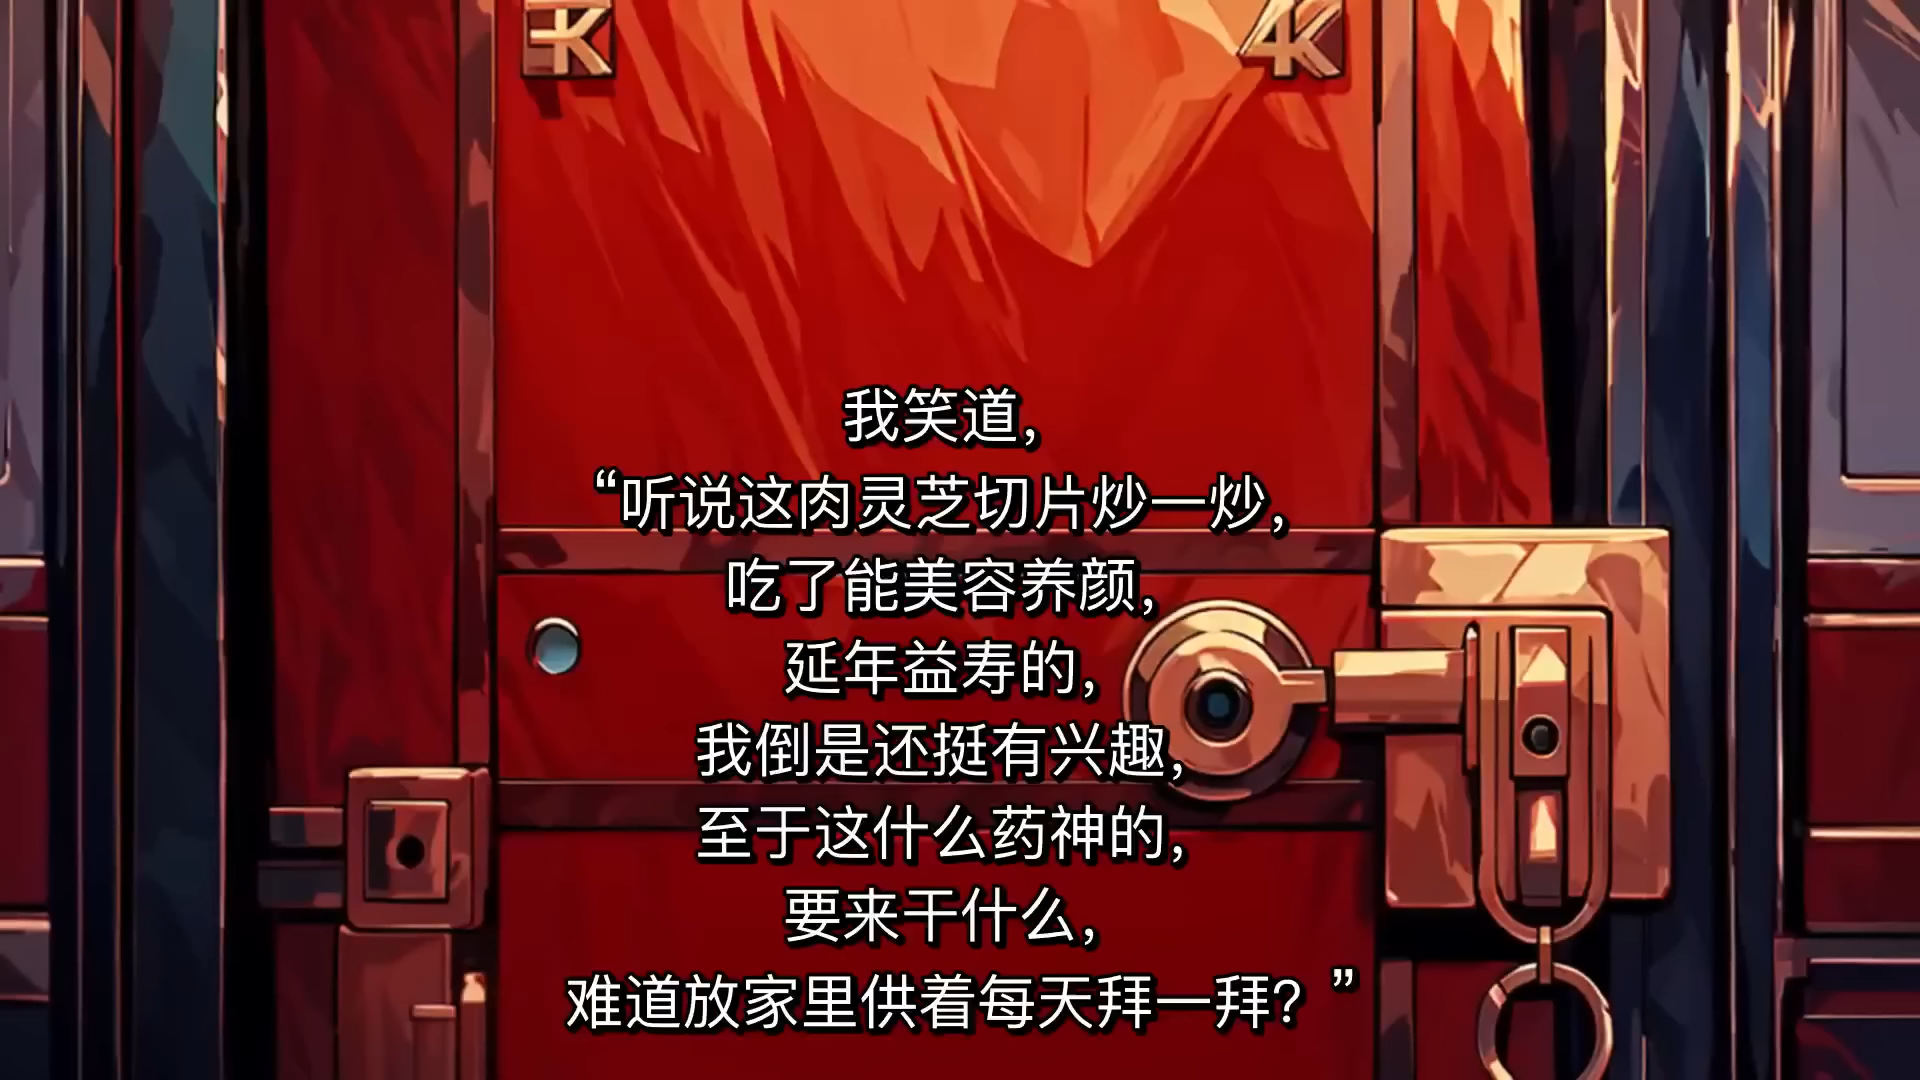 EK
4K
我笑道，
“听说这肉灵芝切片炒一炒，
吃了能美容养颜，
延年益寿的，
我倒是还挺有兴趣，
至于这什么药神的，
要来干什么，
难道放家里供着每天拜一拜？”